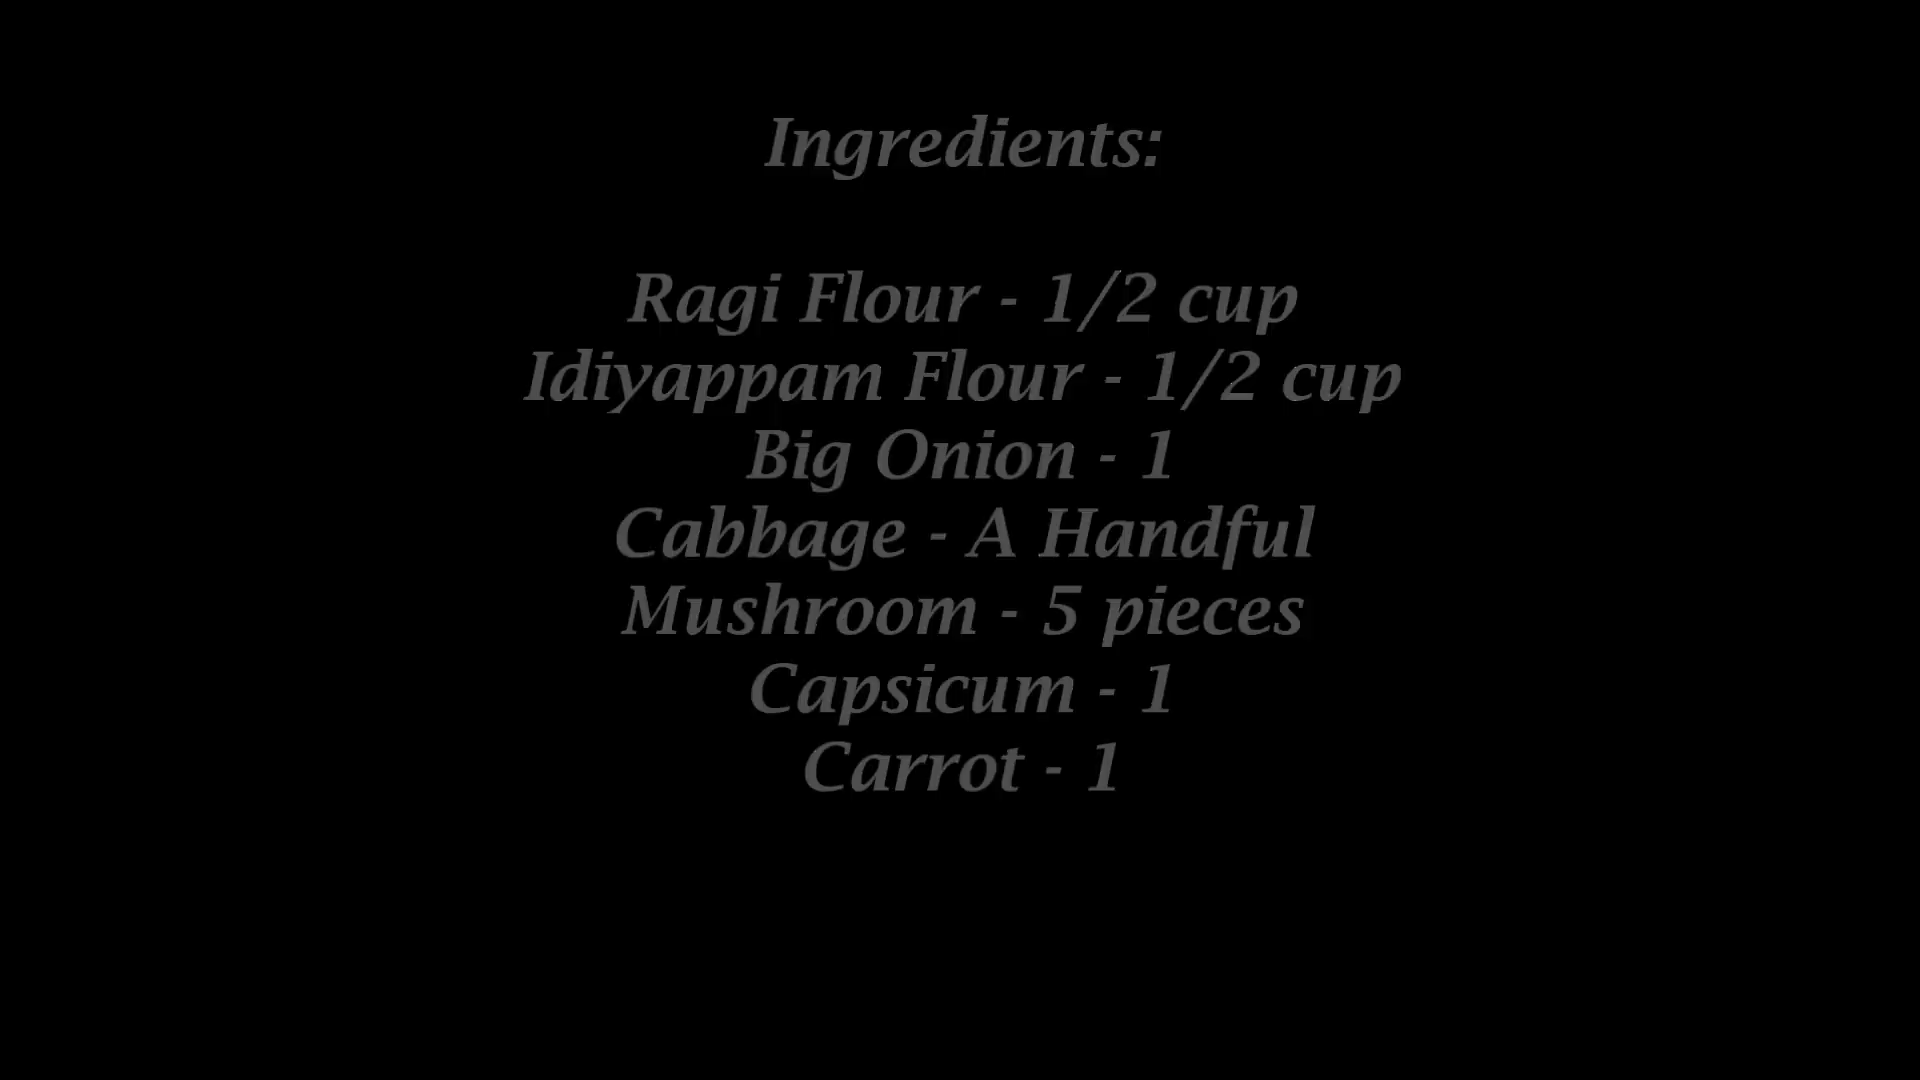 Ingredients:
Ragi Flour - 1/2 cup
Idiyappam Flour - 1/2 cup
Big Onion - 1
Cabbage - A Handful
Mushroom - 5 pieces
Capsicum - 1
Carrot - 1